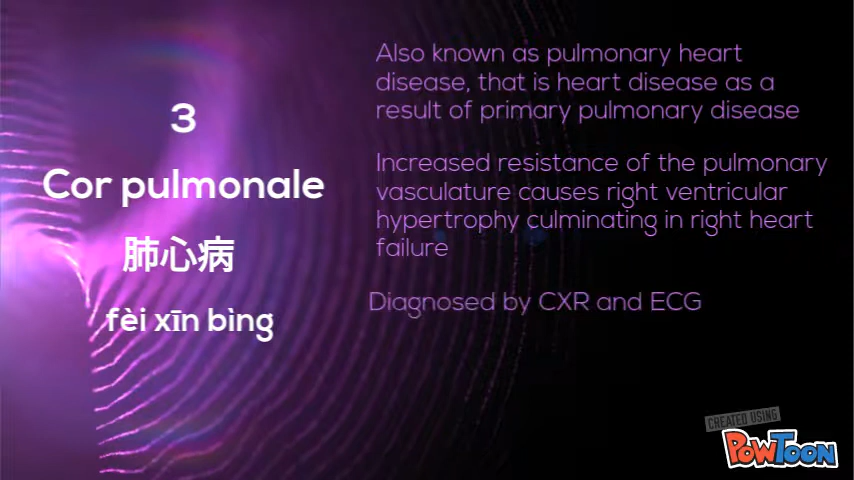 3
Cor pulmonale
肺心病
fèi xīn bìng
Also known as pulmonary heart
disease, that is heart disease as a
result of primary pulmonary disease
Increased resistance of the pulmonary
vasculature causes right ventricular
hypertrophy culminating in right heart
failure
Diagnosed by CXR and ECG
CREATED USING
POWTOON